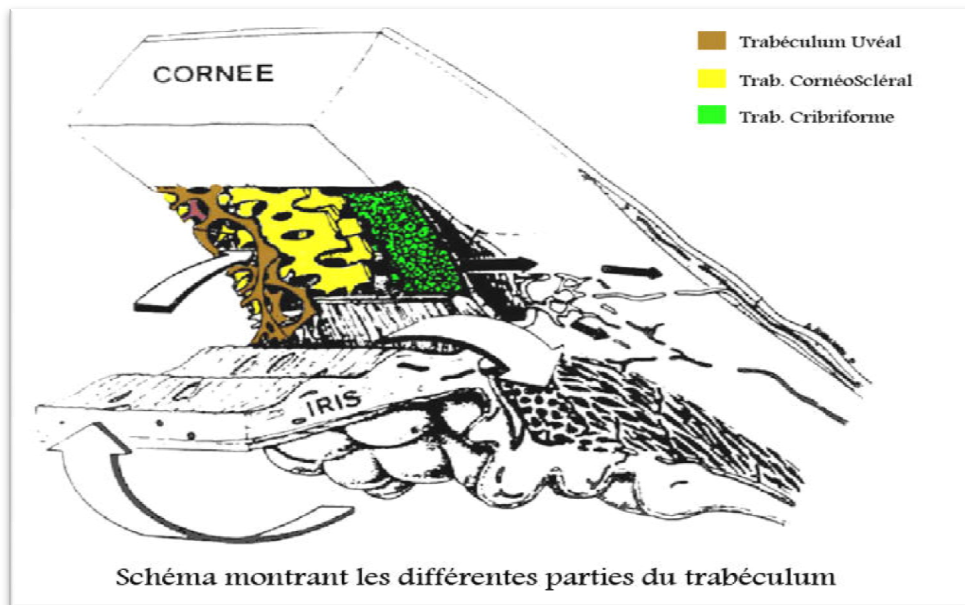 CORNEE
Trabéculum Uvéal
Trab. CornéoScléral
Trab. Cribriforme
IRIS
Schéma montrant les différentes parties du trabéculum